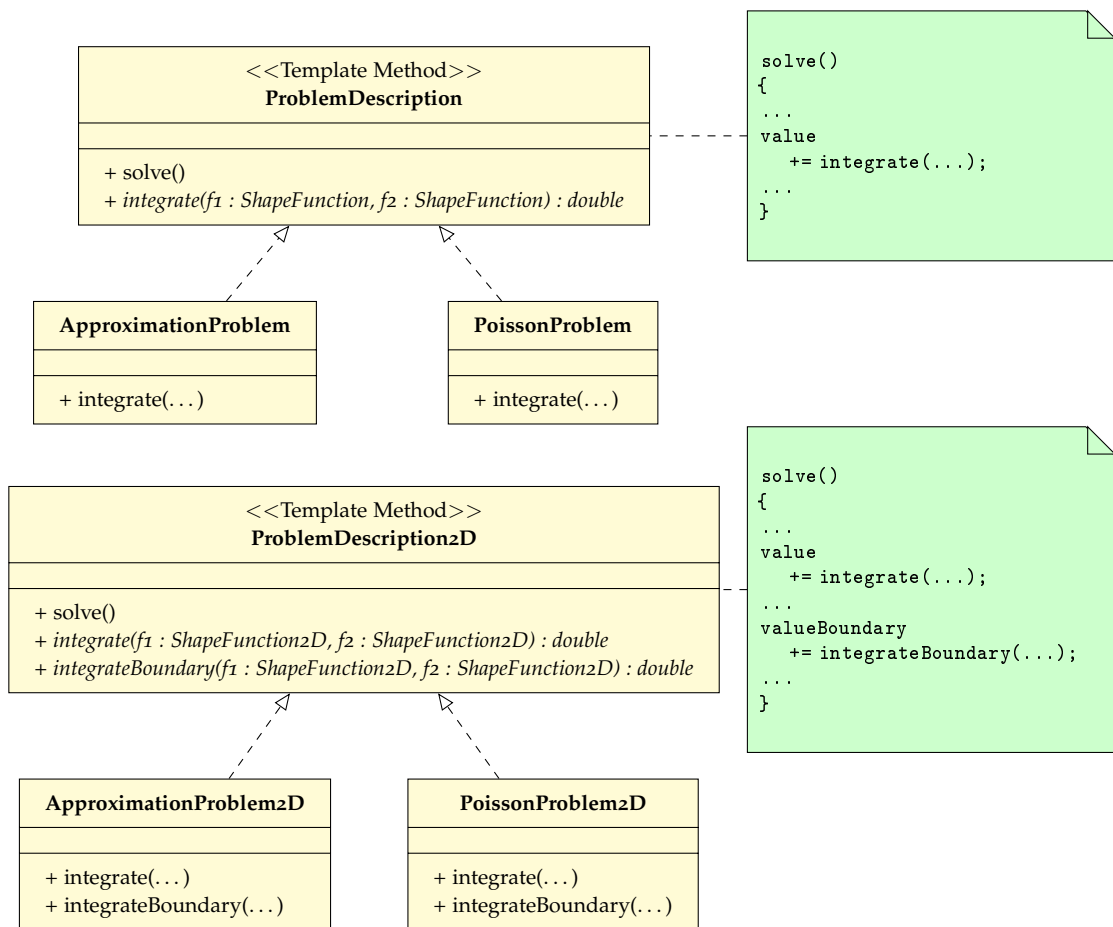 <<Template Method>>
ProblemDescription
+ solve()
+ integrate(f1 : ShapeFunction, f2 : ShapeFunction) : double
solve()
{
...
value
+= integrate(...);
...
}
ApproximationProblem
+ integrate(...)
PoissonProblem
+ integrate(...)
<<Template Method>>
ProblemDescription2D
+ solve()
+ integrate(f1 : ShapeFunction2D, f2 : ShapeFunction2D) : double
+ integrateBoundary(f1 : ShapeFunction2D, f2 : ShapeFunction2D) : double
solve()
{
...
value
+= integrate(...);
...
valueBoundary
+= integrateBoundary(...);
...
}
ApproximationProblem2D
+ integrate(...)
+ integrateBoundary(...)
PoissonProblem2D
+ integrate(...)
+ integrateBoundary(...)